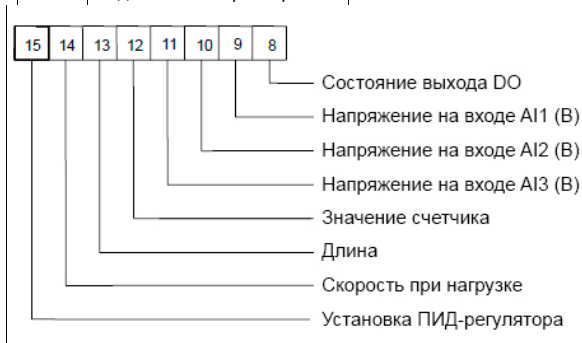 15 14 13 12 11 10 9 8
Состояние выхода DO
Напряжение на входе AI1 (В)
Напряжение на входе AI2 (В)
Напряжение на входе AI3 (В)
Значение счетчика
Длина
Скорость при нагрузке
Установка ПИД-регулятора